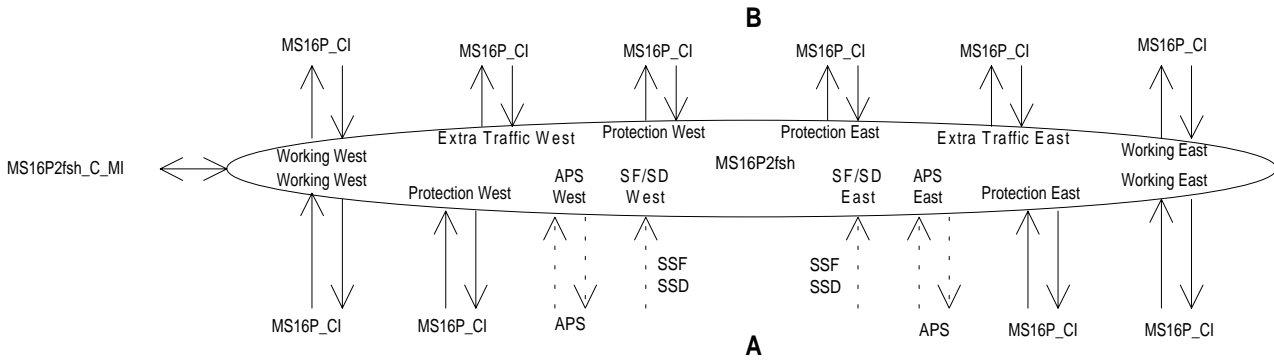 B
MS16P_CI
MS16P_CI
MS16P_CI
MS16P_CI
MS16P_CI
MS16P_CI
Extra Traffic West
Protection West
Protection East
Extra Traffic East
Working West
Working East
MS16P2fsh
MS16P2fsh_C_MI
Working West
Protection West
APS
West
SF/SD
West
SF/SD
East
APS
East
Protection East
Working East
SSF
SSD
SSF
SSD
MS16P_CI
MS16P_CI
APS
APS
MS16P_CI
MS16P_CI
A